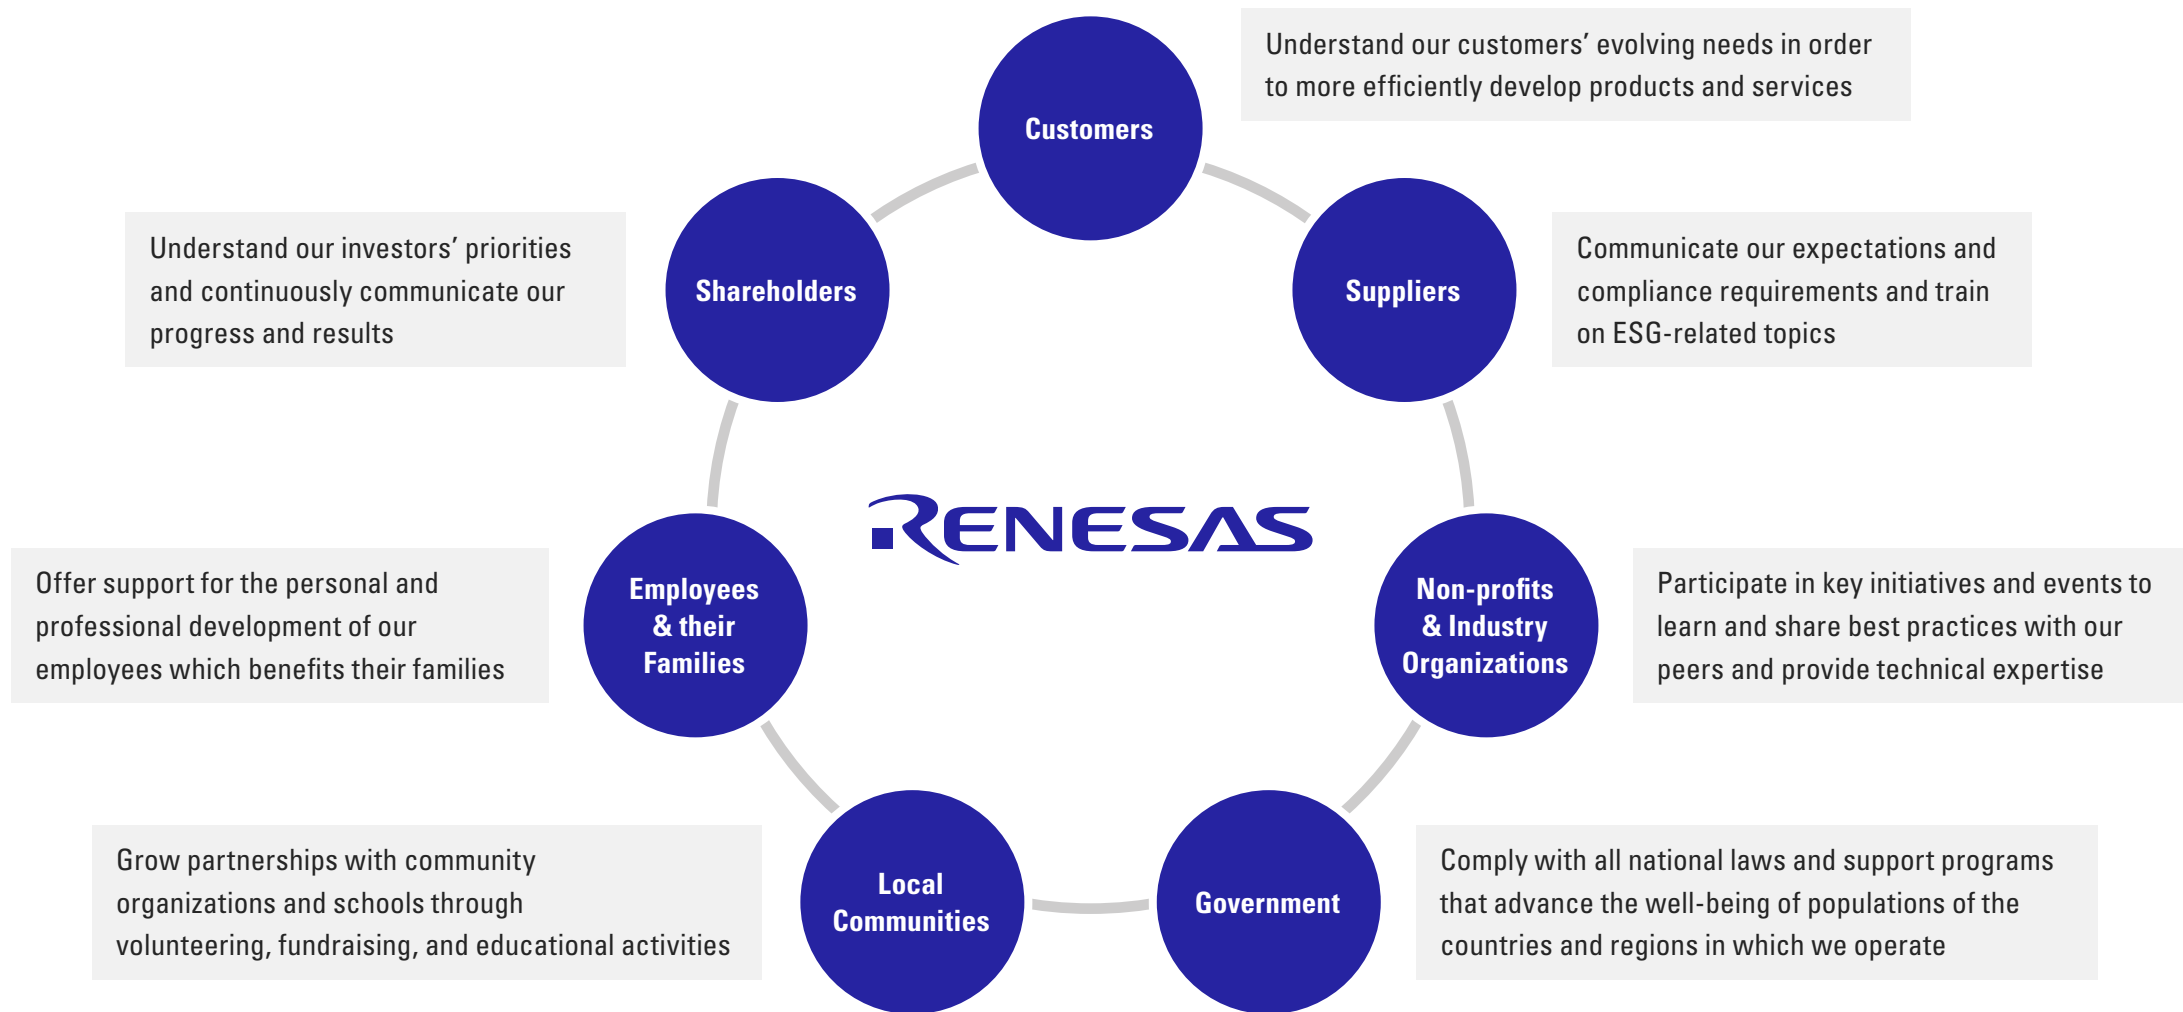 Customers
Understand our customers’ evolving needs in order
to more efficiently develop products and services
Suppliers
Communicate our expectations and
compliance requirements and train
on ESG-related topics
Non-profits
& Industry
Organizations
Participate in key initiatives and events to
learn and share best practices with our
peers and provide technical expertise
Government
Comply with all national laws and support programs
that advance the well-being of populations of the
countries and regions in which we operate
Local
Communities
Grow partnerships with community
organizations and schools through
volunteering, fundraising, and educational activities
Employees
& their
Families
Offer support for the personal and
professional development of our
employees which benefits their families
Shareholders
Understand our investors’ priorities
and continuously communicate our
progress and results
RENESAS